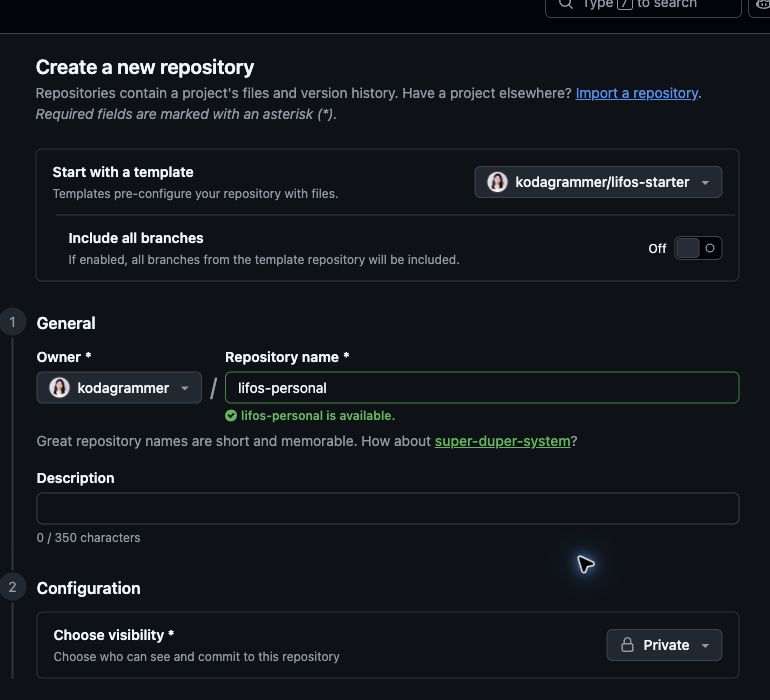 Type / to search
Create a new repository
Repositories contain a project's files and version history. Have a project elsewhere? Import a repository.
Required fields are marked with an asterisk (*).
Start with a template
Templates pre-configure your repository with files.
kodagrammer/lifos-starter
Include all branches
If enabled, all branches from the template repository will be included.
Off
1
General
Owner *
Repository name *
kodagrammer
/
lifos-personal
lifos-personal is available.
Great repository names are short and memorable. How about super-duper-system?
Description
0 / 350 characters
2
Configuration
Choose visibility *
Choose who can see and commit to this repository
Private